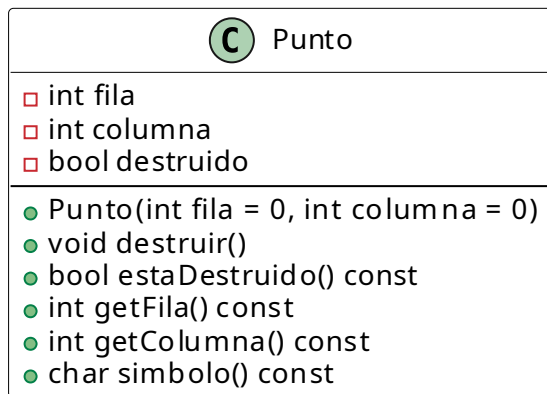 C Punto
int fila
int columna
bool destruido
Punto(int fila = 0, int columna = 0)
void destruir()
bool estaDestruido() const
int getFila() const
int getColumna() const
char simbolo() const